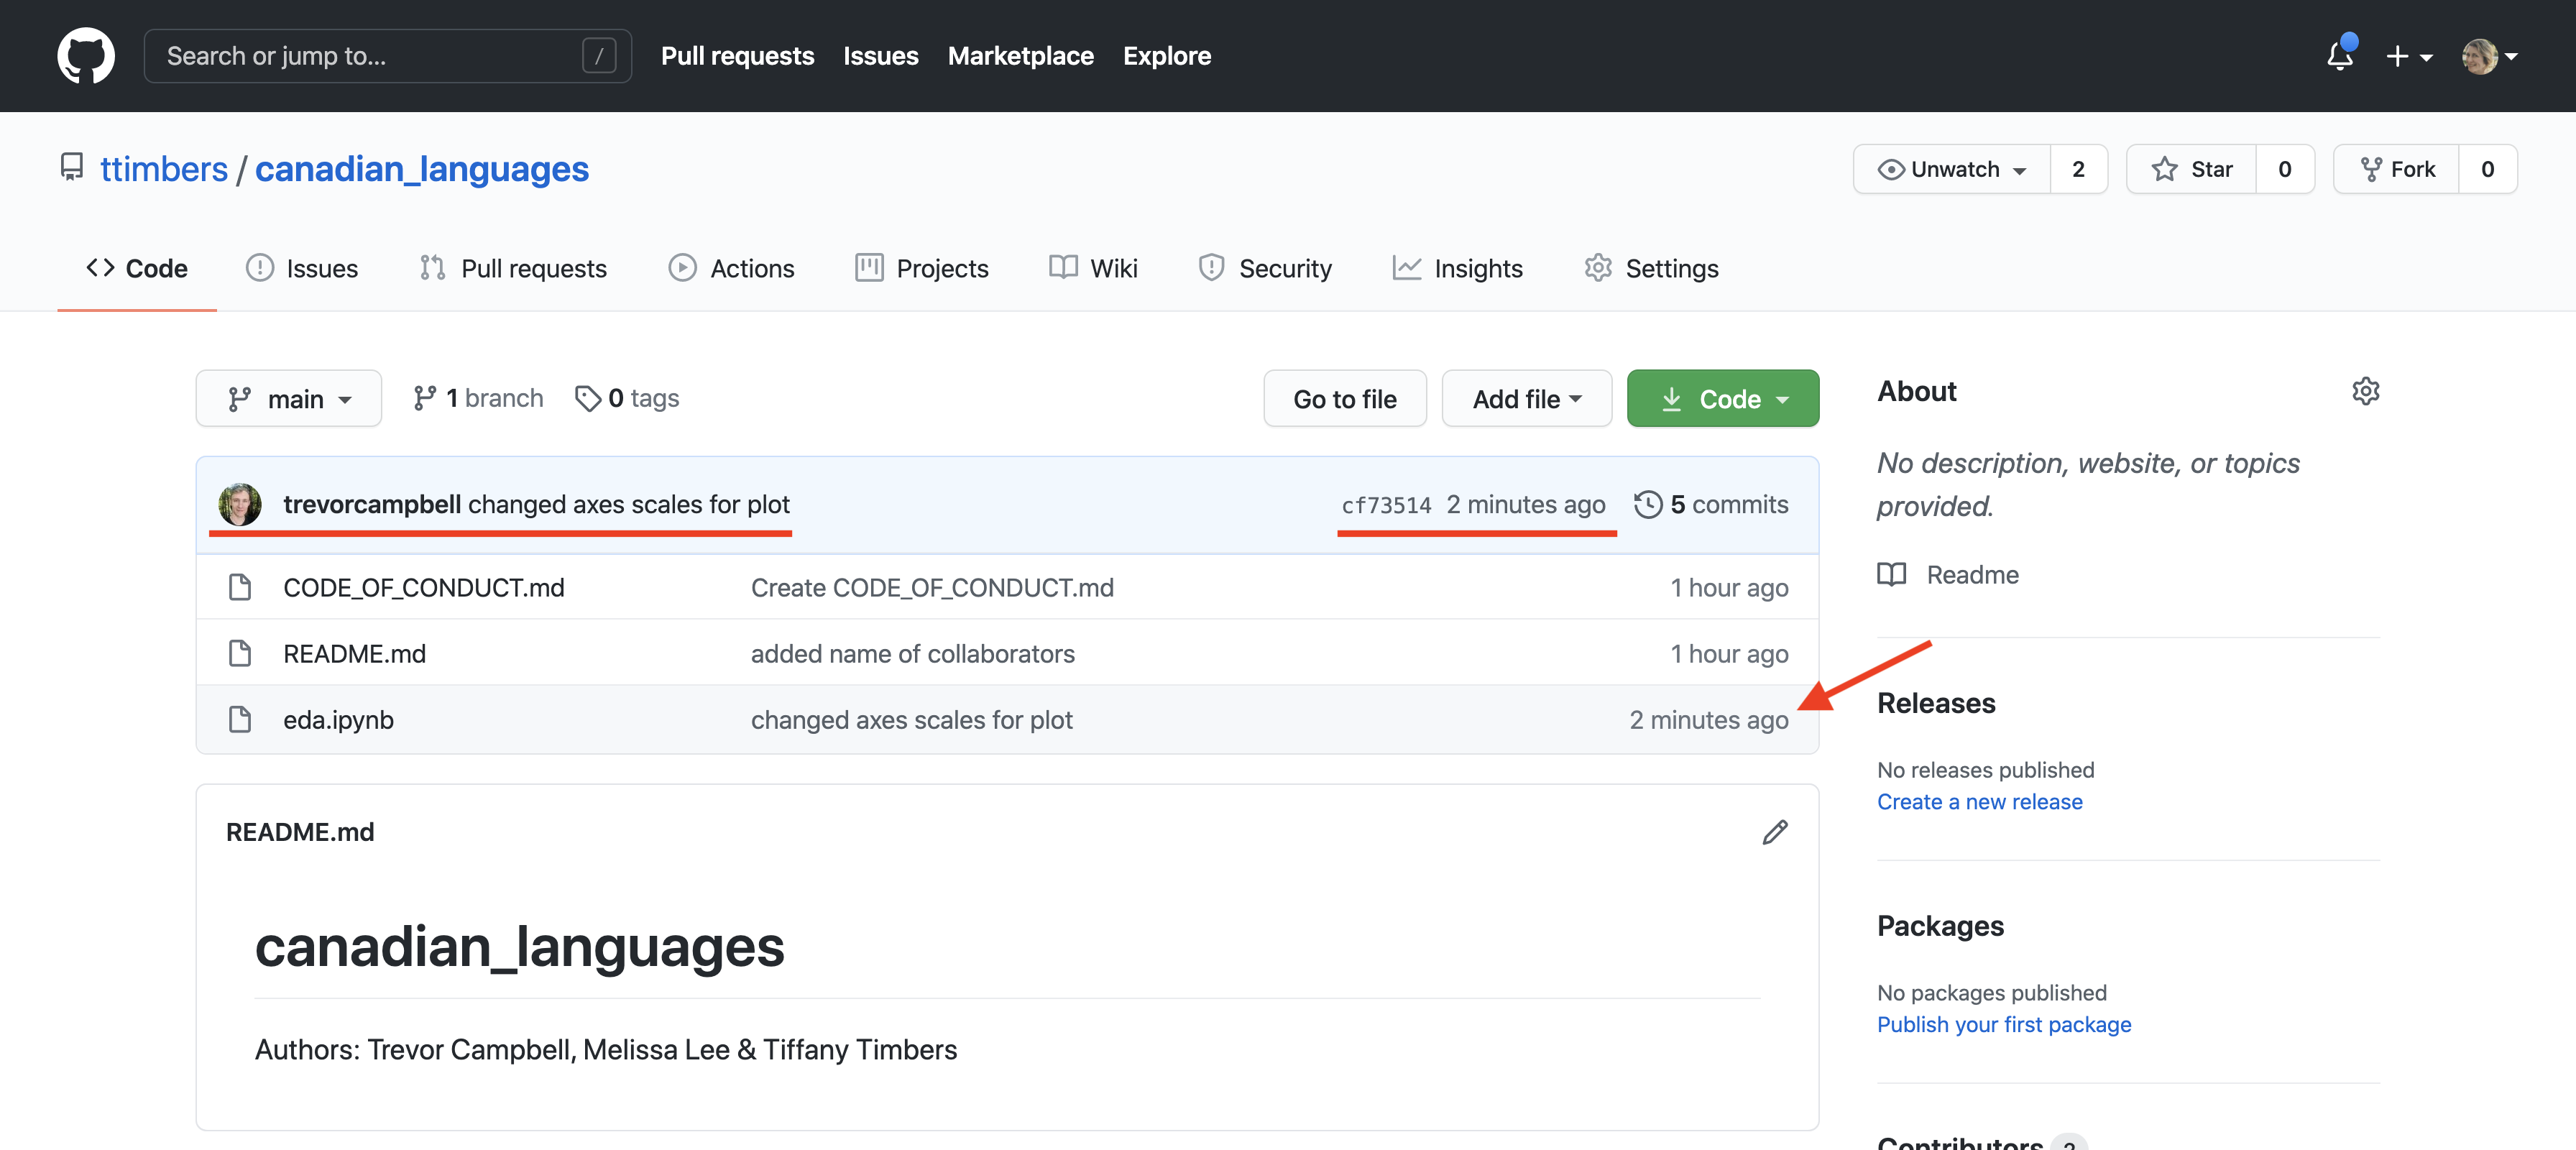 Search or jump to... / Pull requests Issues Marketplace Explore
ttimbers / canadian_languages Unwatch 2 Star 0 Fork 0
Code Issues Pull requests Actions Projects Wiki Security Insights Settings
main 1 branch 0 tags Go to file Add file Code
trevorcampbell changed axes scales for plot cf73514 2 minutes ago 5 commits
CODE_OF_CONDUCT.md Create CODE_OF_CONDUCT.md 1 hour ago
README.md added name of collaborators 1 hour ago
eda.ipynb changed axes scales for plot 2 minutes ago
README.md
canadian_languages
Authors: Trevor Campbell, Melissa Lee & Tiffany Timbers
About
No description, website, or topics
provided.
Readme
Releases
No releases published
Create a new release
Packages
No packages published
Publish your first package
Contributors 2